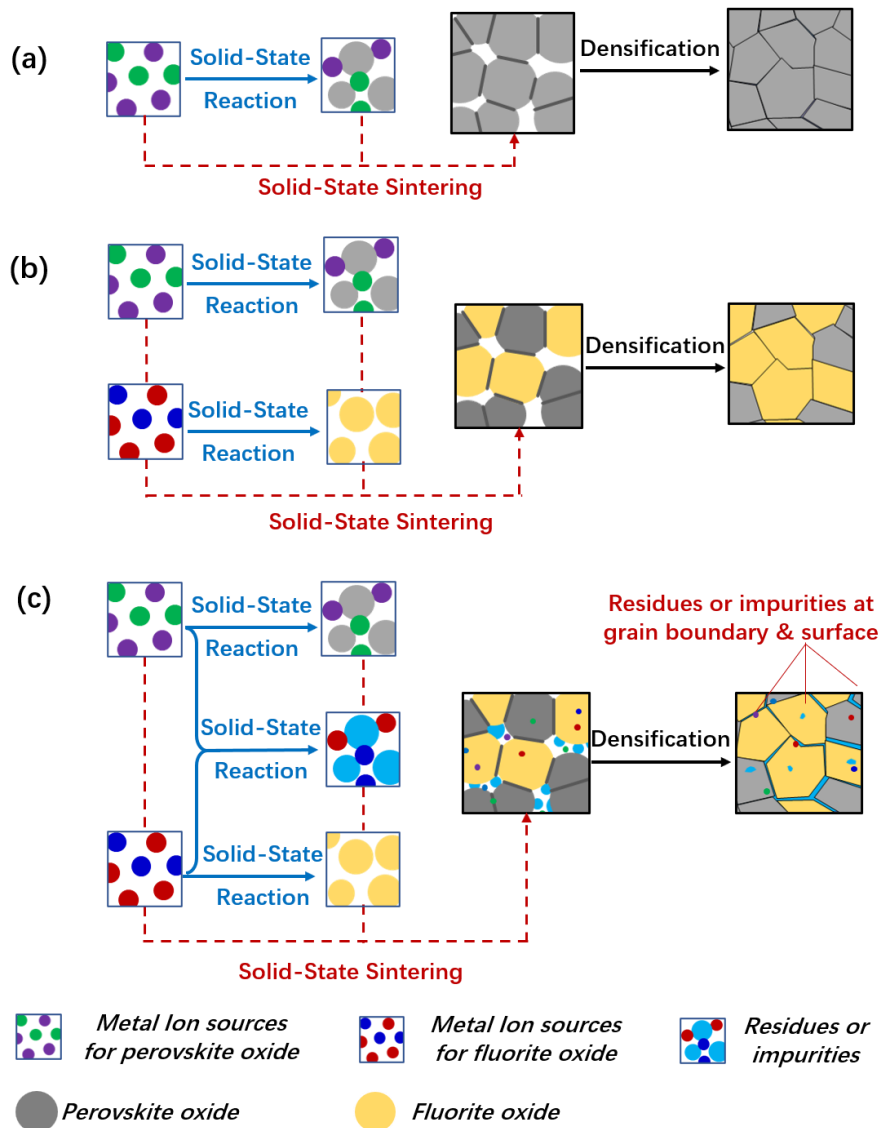 (a)
Solid-State
Reaction
Densification
Solid-State Sintering
(b)
Solid-State
Reaction
Densification
Solid-State
Reaction
Solid-State Sintering
(c)
Solid-State
Reaction
Residues or impurities at
grain boundary & surface
Solid-State
Reaction
Densification
Solid-State
Reaction
Solid-State Sintering
Metal Ion sources
for perovskite oxide
Metal Ion sources
for fluorite oxide
Residues or
impurities
Perovskite oxide
Fluorite oxide